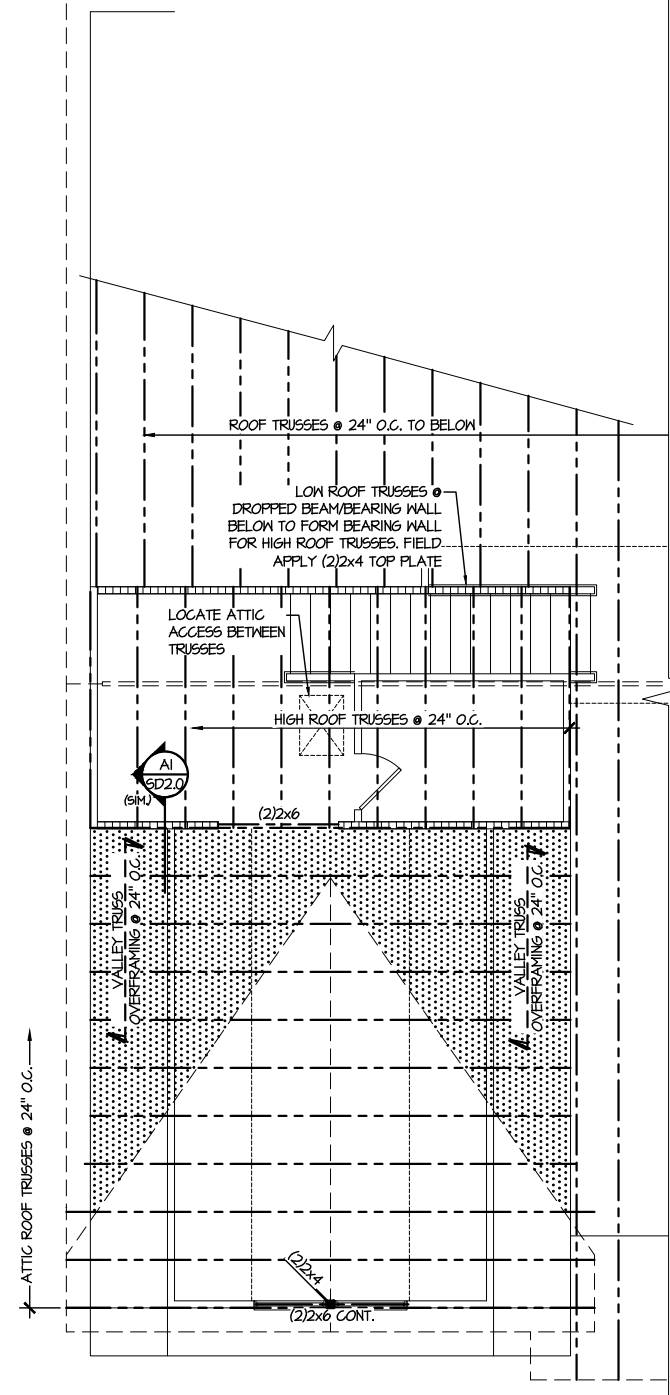 ROOF TRUSSES @ 24" O.C. TO BELOW
LOW ROOF TRUSSES @
DROPPED BEAM/BEARING WALL
BELOW TO FORM BEARING WALL
FOR HIGH ROOF TRUSSES. FIELD
APPLY (2)2x4 TOP PLATE
LOCATE ATTIC
ACCESS BETWEEN
TRUSSES
HIGH ROOF TRUSSES @ 24" O.C.
A1
SD2.0
(SIM.)
(2)2x6
VALLEY TRUSS
OVERFRAMING @ 24" O.C.
VALLEY TRUSS
OVERFRAMING @ 24" O.C.
ATTIC ROOF TRUSSES @ 24" O.C.
(2)2x4
(2)2x6 CONT.